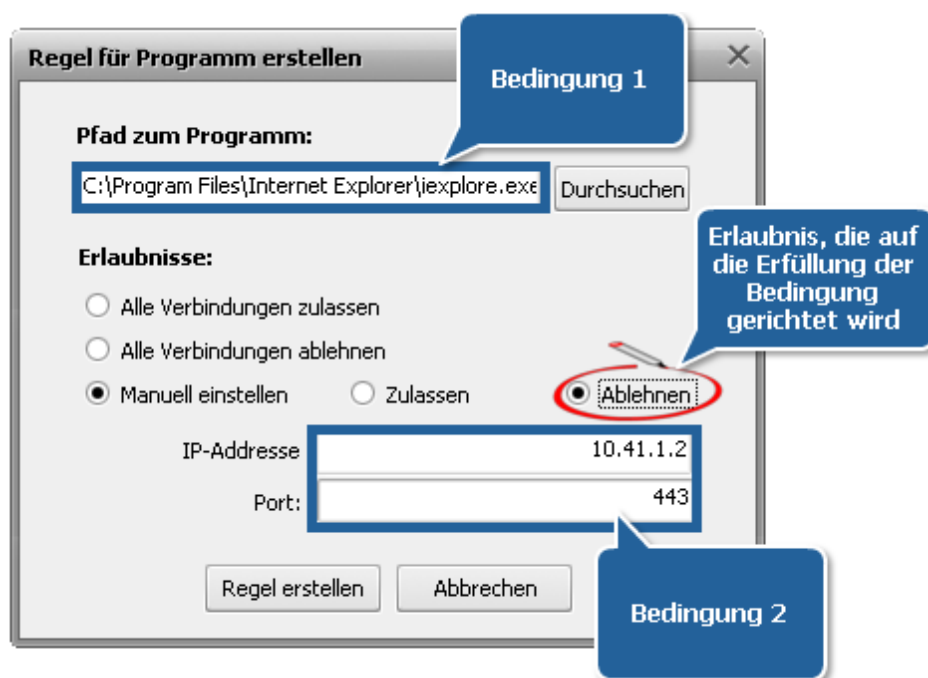 Regel für Programm erstellen
Bedingung 1
Pfad zum Programm:
C:\Program Files\Internet Explorer\iexplore.exe
Durchsuchen
Erlaubnis, die auf
die Erfüllung der
Bedingung
gerichtet wird
Erlaubnisse:
Alle Verbindungen zulassen
Alle Verbindungen ablehnen
Manuell einstellen
Zulassen
Ablehnen
IP-Addresse
10.41.1.2
Port:
443
Regel erstellen
Abbrechen
Bedingung 2